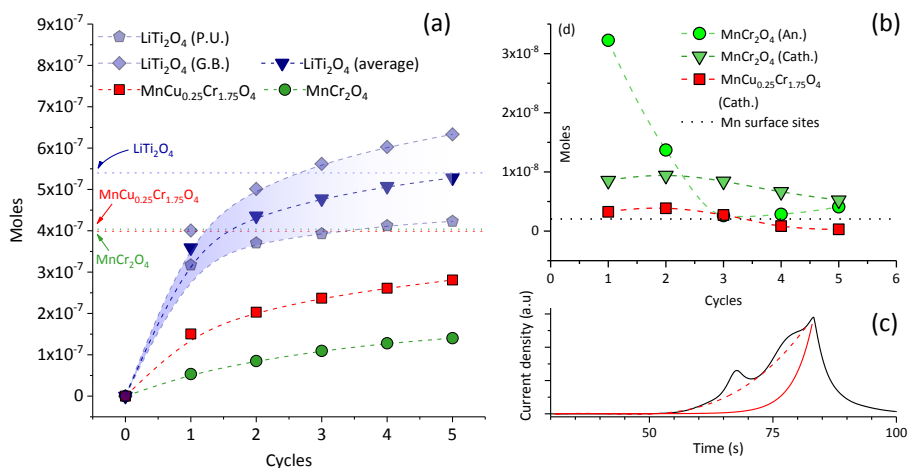 (a)
9x10⁻⁷
8x10⁻⁷
7x10⁻⁷
6x10⁻⁷
5x10⁻⁷
4x10⁻⁷
3x10⁻⁷
2x10⁻⁷
1x10⁻⁷
0
Moles
LiTi₂O₄ (P.U.)
LiTi₂O₄ (G.B.)
LiTi₂O₄ (average)
MnCu₀.₂₅Cr₁.₇₅O₄
MnCr₂O₄
LiTi₂O₄
MnCu₀.₂₅Cr₁.₇₅O₄
MnCr₂O₄
0 1 2 3 4 5
Cycles
(d)
(b)
3x10⁻⁸
2x10⁻⁸
1x10⁻⁸
0
Moles
MnCr₂O₄ (An.)
MnCr₂O₄ (Cath.)
MnCu₀.₂₅Cr₁.₇₅O₄
(Cath.)
Mn surface sites
0 1 2 3 4 5 6
Cycles
(c)
Current density (a.u)
50 75 100
Time (s)